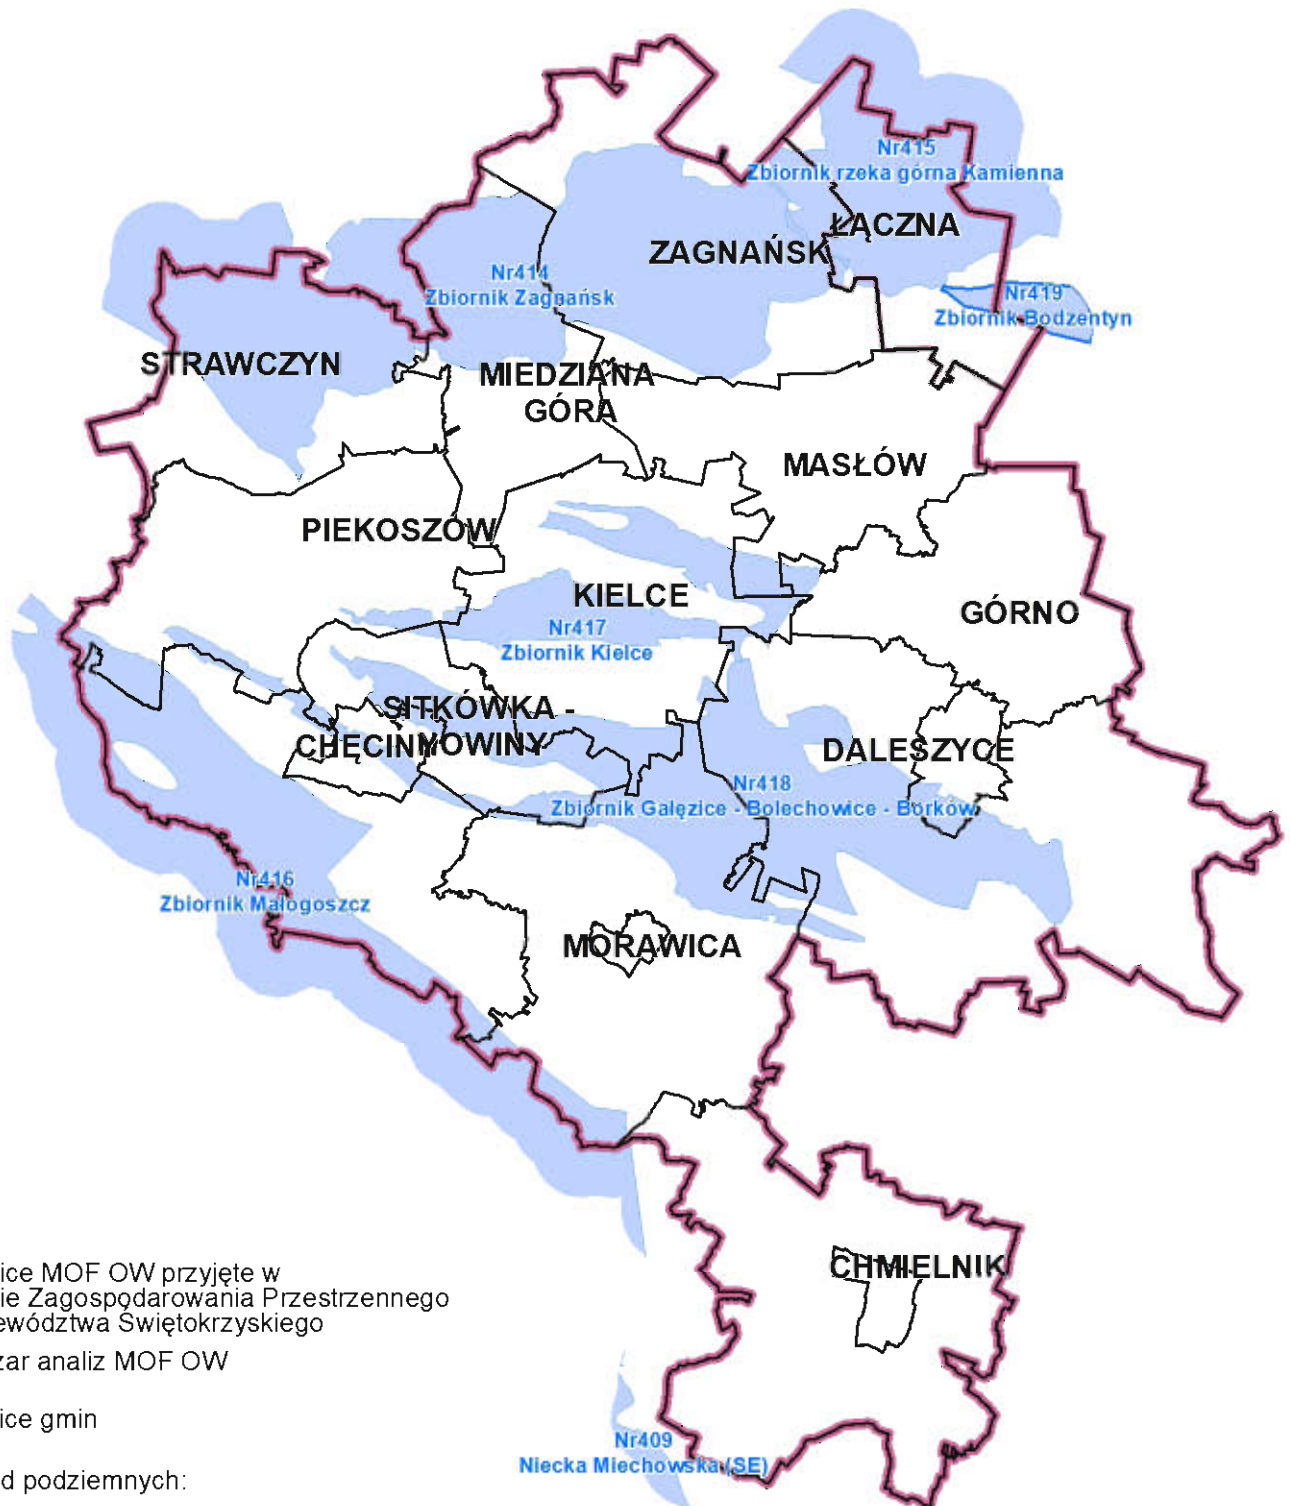 Nr415
Zbiornik rzeka górna Kamienna
ŁĄCZNA
ZAGNAŃSK
Nr414
Zbiornik Zagnańsk
Nr419
Zbiornik Bodzentyn
STRAWCZYN
MIEDZIANA
GÓRA
MASŁÓW
PIEKOSZÓW
KIELCE
GÓRNO
Nr417
Zbiornik Kielce
SITKÓWKA -
NOWINY
CHĘCINY
DALESZYCE
Nr418
Zbiornik Gałęzice - Bolechowice - Borków
Nr416
Zbiornik Małogoszcz
MORAWICA
CHMIELNIK
ice MOF OW przyjęte w
ie Zagospodarowania Przestrzennego
ewództwa Świętokrzyskiego
zar analiz MOF OW
ice gmin
Nr409
Niecka Miechowska (SE)
d podziemnych: